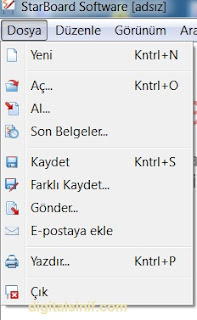 StarBoard Software [adsız]
Dosya Düzenle Görünüm Ara
Yeni Kntrl+N
Aç... Kntrl+O
Al...
Son Belgeler...
Kaydet Kntrl+S
Farklı Kaydet...
Gönder...
E-postaya ekle
Yazdır... Kntrl+P
Çık
digitalsinif.com